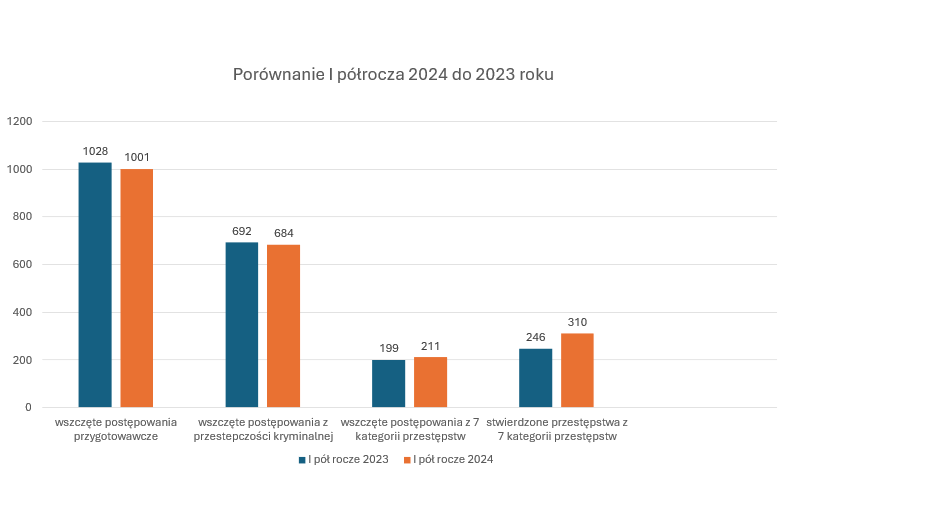 Porównanie I półrocza 2024 do 2023 roku
1200
1000
800
600
400
200
0
1028
1001
692
684
199
211
246
310
wszczęte postępowania
przygotowawcze
wszczęte postępowania z
przestepczości kryminalnej
wszczęte postępowania z 7
kategorii przestępstw
stwierdzone przestępstwa z
7 kategorii przestępstw
I pół rocze 2023
I pół rocze 2024